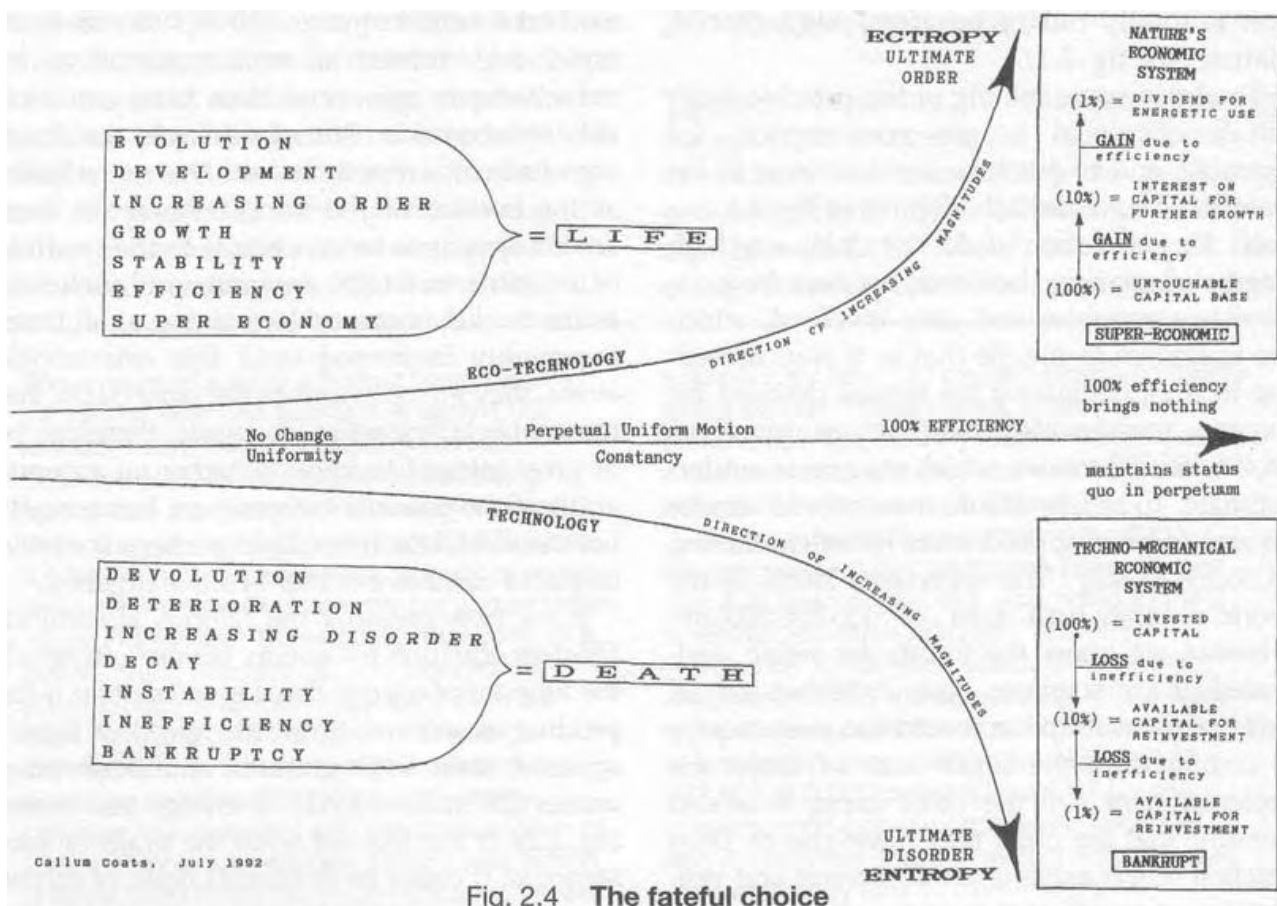 ECTROPY
ULTIMATE
ORDER
NATURE'S
ECONOMIC
SYSTEM
(1%) = DIVIDEND FOR
ENERGETIC USE
GAIN due to
efficiency
(10%) = INTEREST ON
CAPITAL FOR
FURTHER GROWTH
GAIN due to
efficiency
(100%) = UNTOUCHABLE
CAPITAL BASE
SUPER-ECONOMIC
EVOLUTION
DEVELOPMENT
INCREASING ORDER
GROWTH
STABILITY
EFFICIENCY
SUPER ECONOMY
= LIFE
ECO-TECHNOLOGY
DIRECTION OF INCREASING MAGNITUDE
100% efficiency
brings nothing
No Change
Uniformity
Perpetual Uniform Motion
Constancy
100% EFFICIENCY
maintains status
quo in perpetuum
TECHNOLOGY
DIRECTION OF INCREASING MAGNITUDE
DEVOLUTION
DETERIORATION
INCREASING DISORDER
DECAY
INSTABILITY
INEFFICIENCY
BANKRUPTCY
= DEATH
TECHNO-MECHANICAL
ECONOMIC
SYSTEM
(100%) = INVESTED
CAPITAL
LOSS due to
inefficiency
(10%) = AVAILABLE
CAPITAL FOR
REINVESTMENT
LOSS due to
inefficiency
(1%) = AVAILABLE
CAPITAL FOR
REINVESTMENT
BANKRUPT
ULTIMATE
DISORDER
ENTROPY
Callum Coats, July 1992
Fig. 2.4 The fateful choice